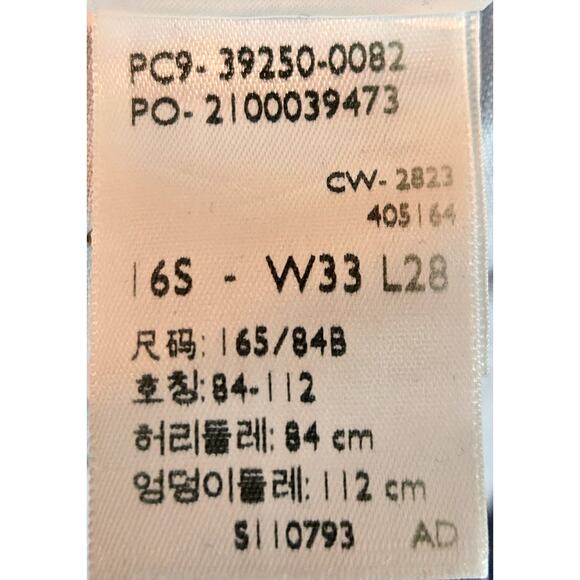 PC9- 39250-0082
PO- 2100039473
CW- 2823
405164
16S - W33 L28
尺码: 165/84B
호칭: 84-112
허리둘레: 84 cm
엉덩이둘레: 112 cm
S110793 AD